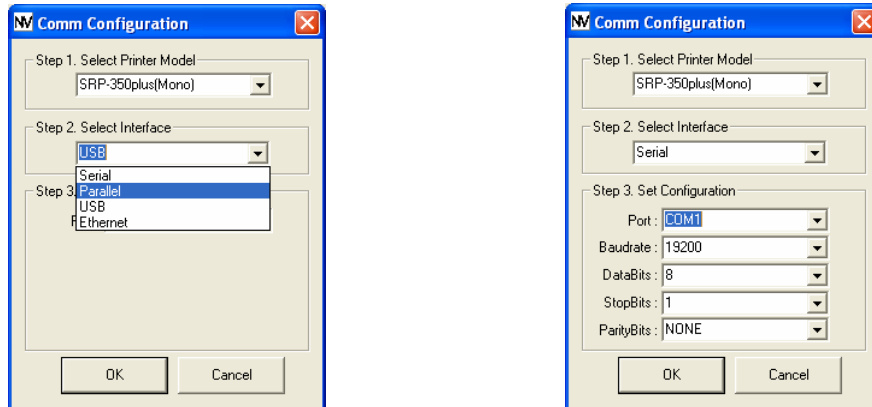 NV Comm Configuration
Step 1. Select Printer Model
SRP-350plus(Mono)
Step 2. Select Interface
USB
Serial
Step 3.
Parallel
USB
Ethernet
OK Cancel
NV Comm Configuration
Step 1. Select Printer Model
SRP-350plus(Mono)
Step 2. Select Interface
Serial
Step 3. Set Configuration
Port : COM1
Baudrate : 19200
DataBits : 8
StopBits : 1
ParityBits : NONE
OK Cancel